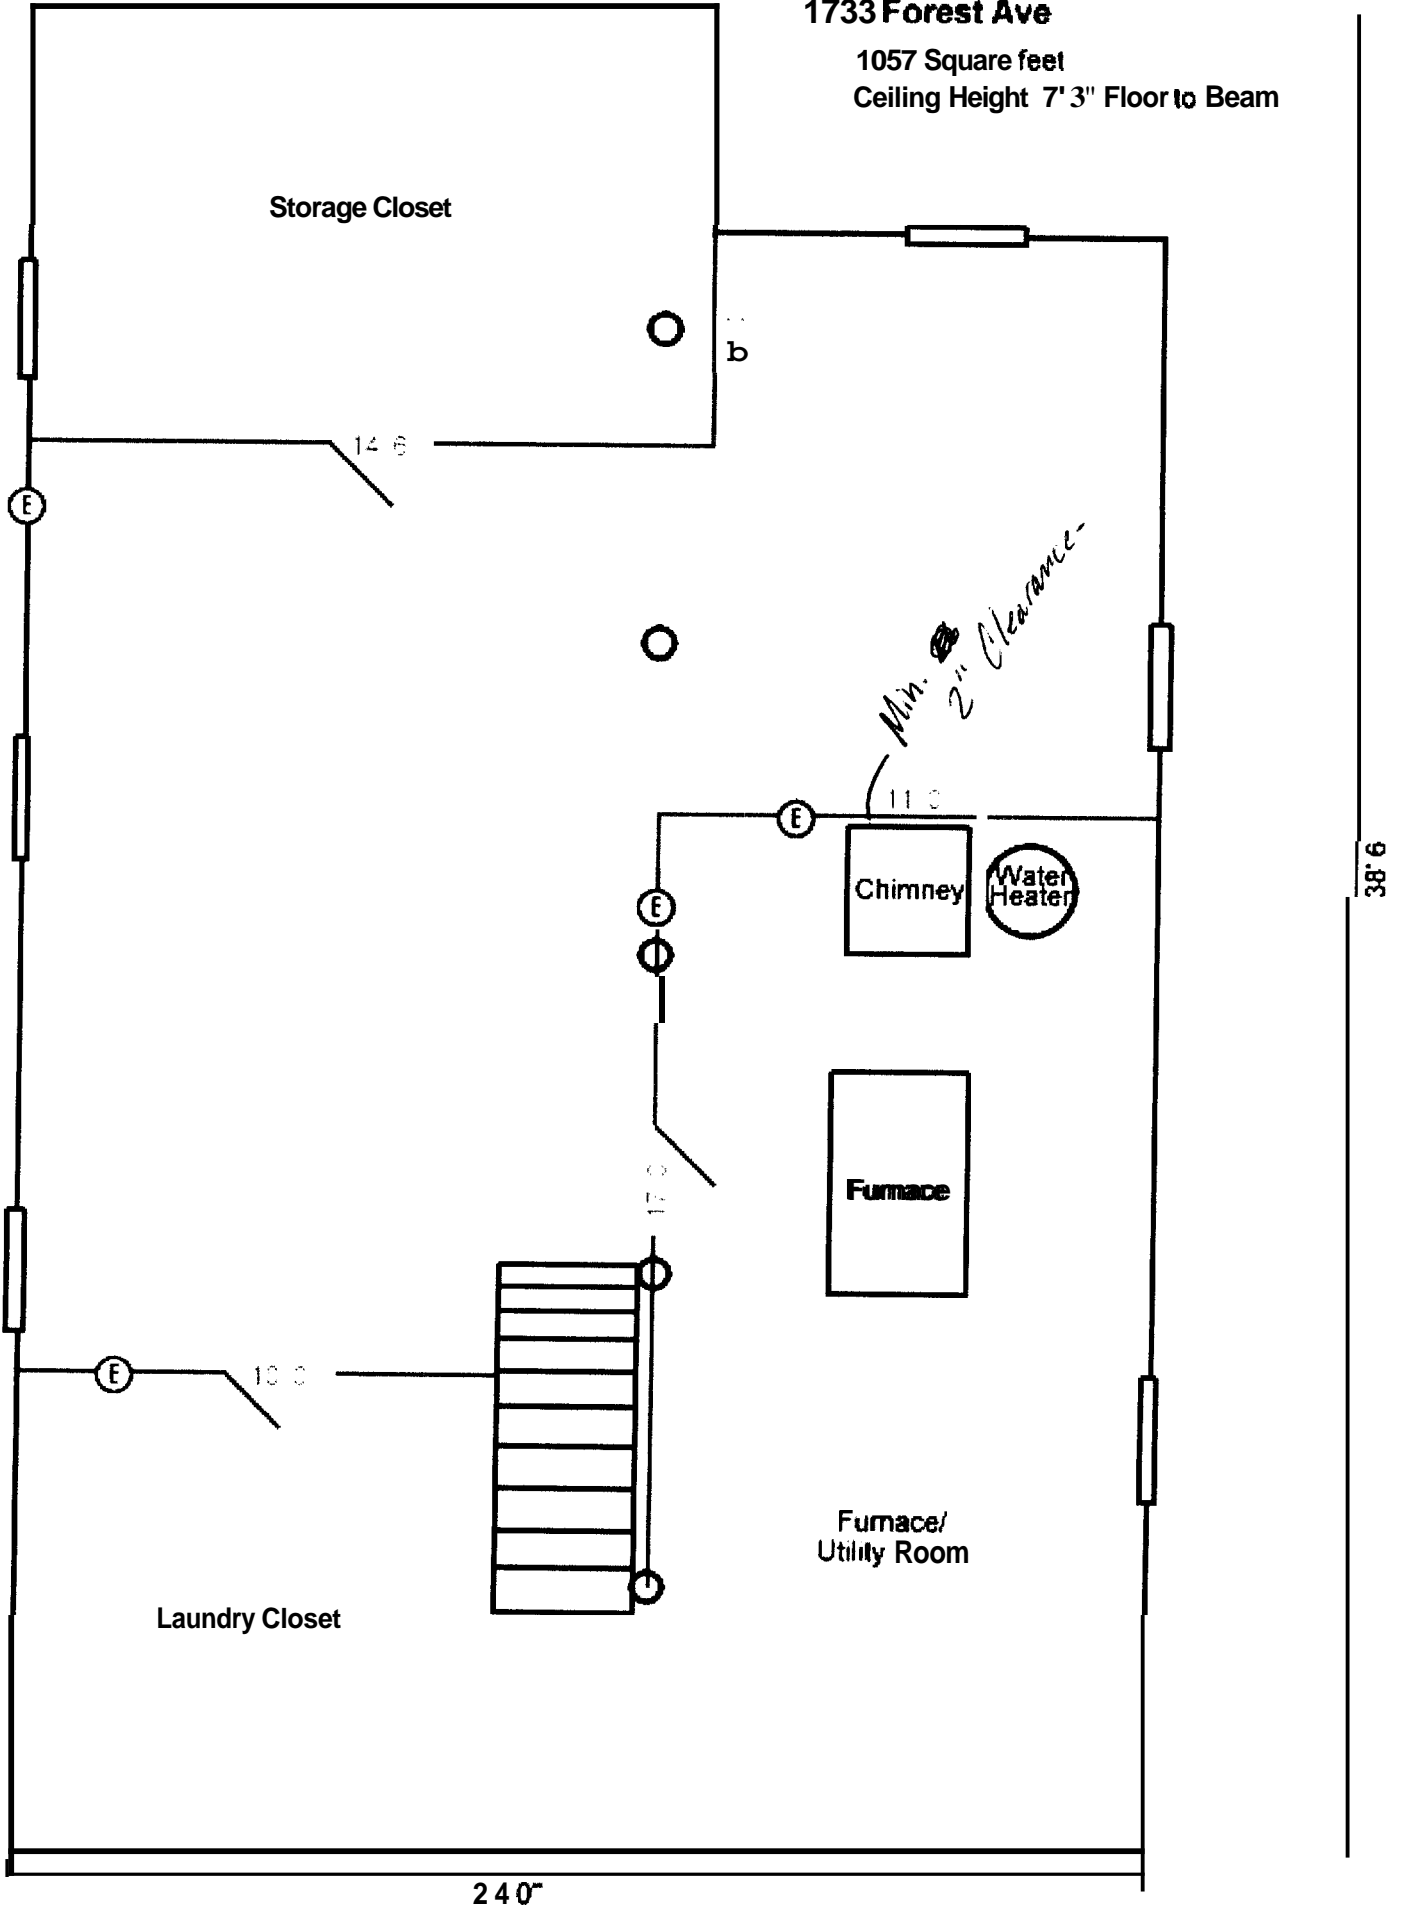 1733 Forest Ave
1057 Square feet
Ceiling Height 7' 3" Floor to Beam
Storage Closet
b
14 6
E
Min.
2" Clearance-
11 0
E
E
Chimney
Water
Heater
38' 6
17 0
Furnace
E
10 0
Furnace/
Utility Room
Laundry Closet
24 0"